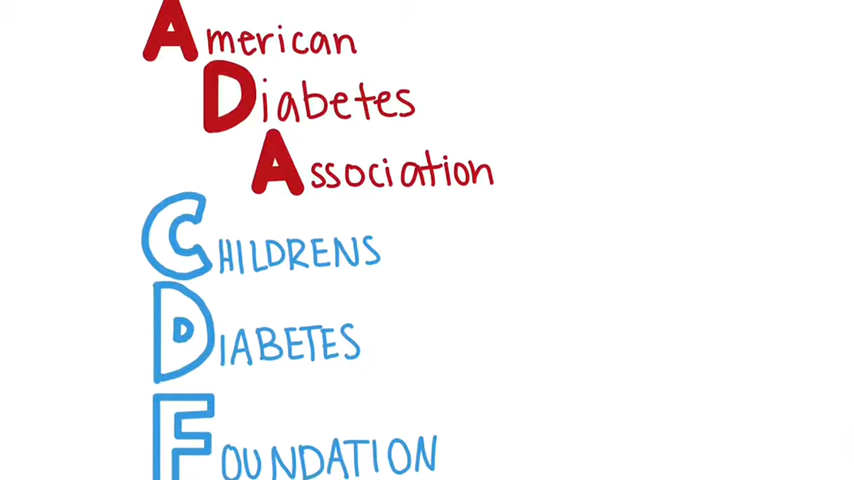 American
Diabetes
Association
CHILDRENS
DIABETES
FOUNDATION